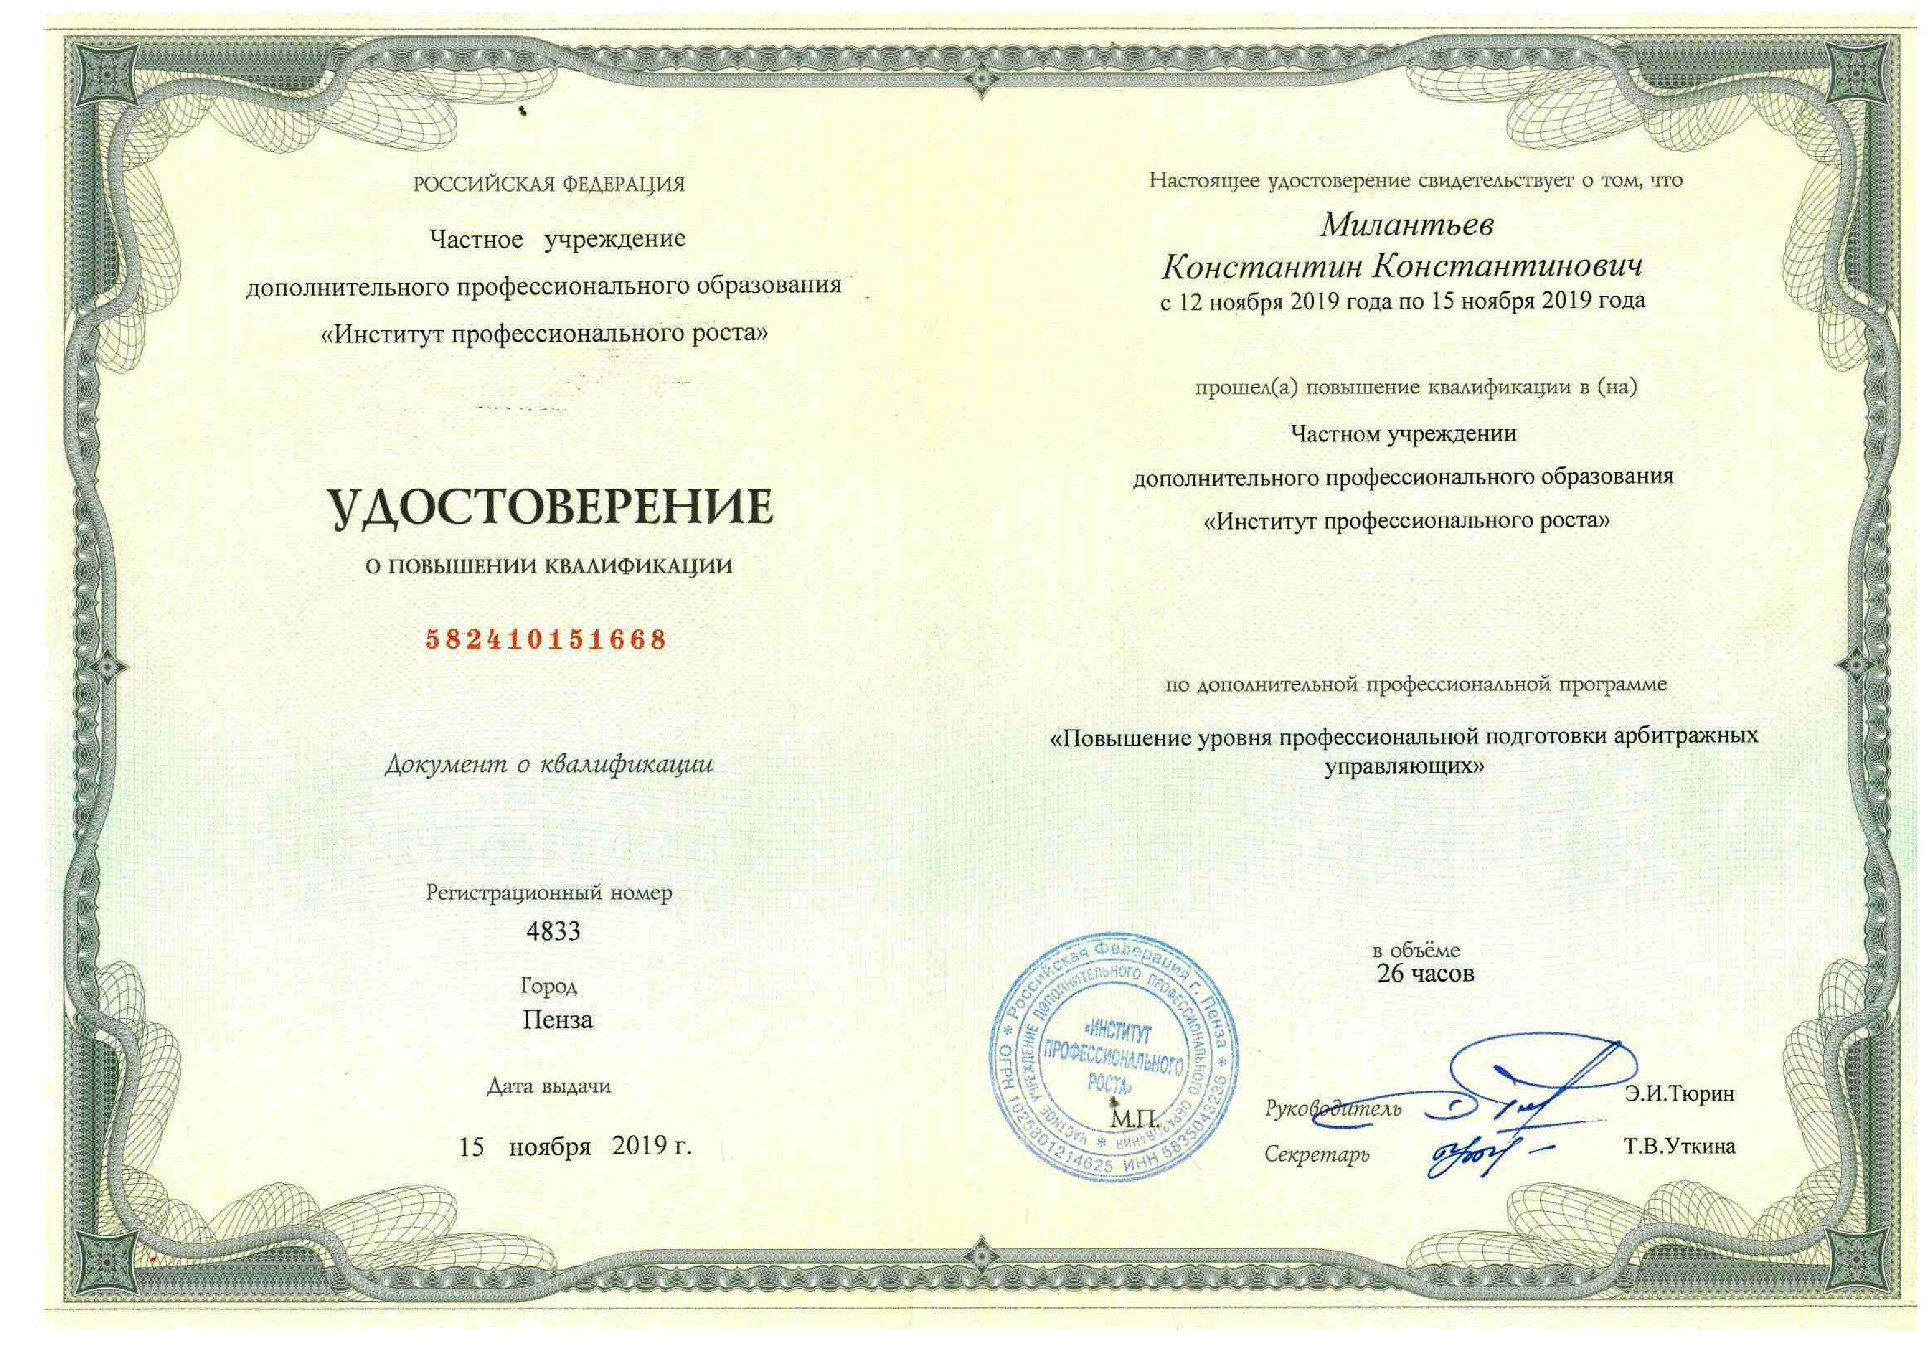 РОССИЙСКАЯ ФЕДЕРАЦИЯ
Частное учреждение
дополнительного профессионального образования
«Институт профессионального роста»
УДОСТОВЕРЕНИЕ
О ПОВЫШЕНИИ КВАЛИФИКАЦИИ
582410151668
Документ о квалификации
Регистрационный номер
4833
Город
Пенза
Дата выдачи
15 ноября 2019 г.
Настоящее удостоверение свидетельствует о том, что
Милантьев
Константин Константинович
с 12 ноября 2019 года по 15 ноября 2019 года
прошел(а) повышение квалификации в (на)
Частном учреждении
дополнительного профессионального образования
«Институт профессионального роста»
по дополнительной профессиональной программе
«Повышение уровня профессиональной подготовки арбитражных
управляющих»
в объёме
26 часов
Российская Федерация г. Пенза
ОГРН 1025801214625 ИНН 5835043236
ЧАСТНОЕ УЧРЕЖДЕНИЕ ДОПОЛНИТЕЛЬНОГО ПРОФЕССИОНАЛЬНОГО ОБРАЗОВАНИЯ
«ИНСТИТУТ
ПРОФЕССИОНАЛЬНОГО
РОСТА»
М.П.
Руководитель Э.И.Тюрин
Секретарь Т.В.Уткина